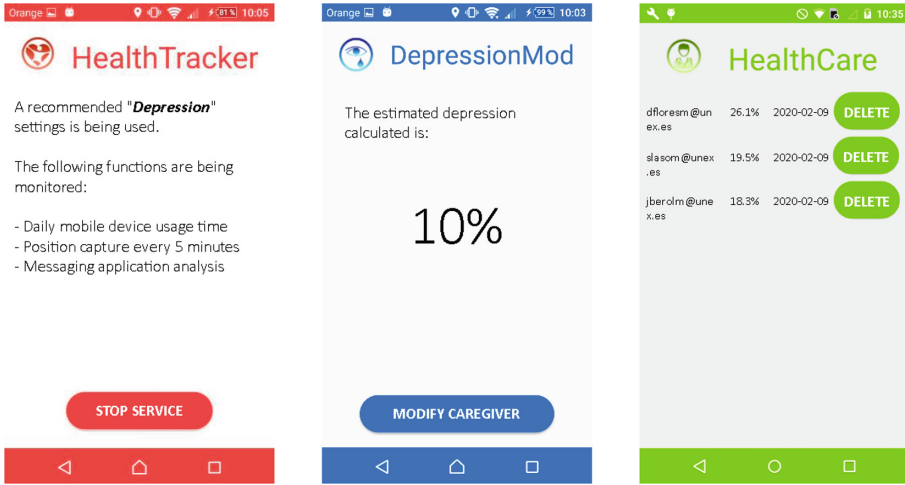 Orange 81% 10:05
HealthTracker
A recommended "Depression"
settings is being used.
The following functions are being
monitored:
- Daily mobile device usage time
- Position capture every 5 minutes
- Messaging application analysis
STOP SERVICE
Orange 99% 10:03
DepressionMod
The estimated depression
calculated is:
10%
MODIFY CAREGIVER
10:35
HealthCare
dfloresm@un 26.1% 2020-02-09 DELETE
ex.es
slasom@unex 19.5% 2020-02-09 DELETE
.es
jberolm@une 18.3% 2020-02-09 DELETE
x.es